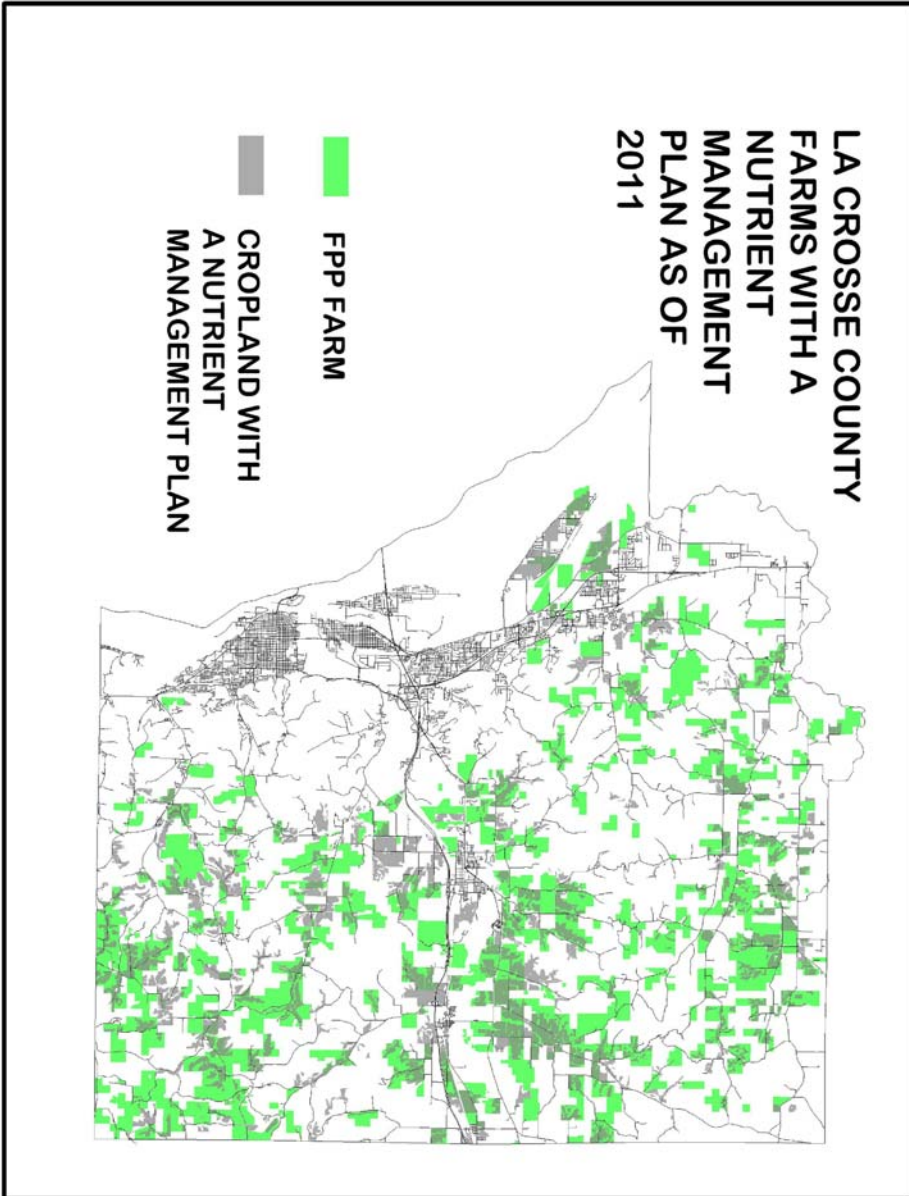 LA CROSSE COUNTY
FARMS WITH A
NUTRIENT
MANAGEMENT
PLAN AS OF
2011
FPP FARM
CROPLAND WITH
A NUTRIENT
MANAGEMENT PLAN